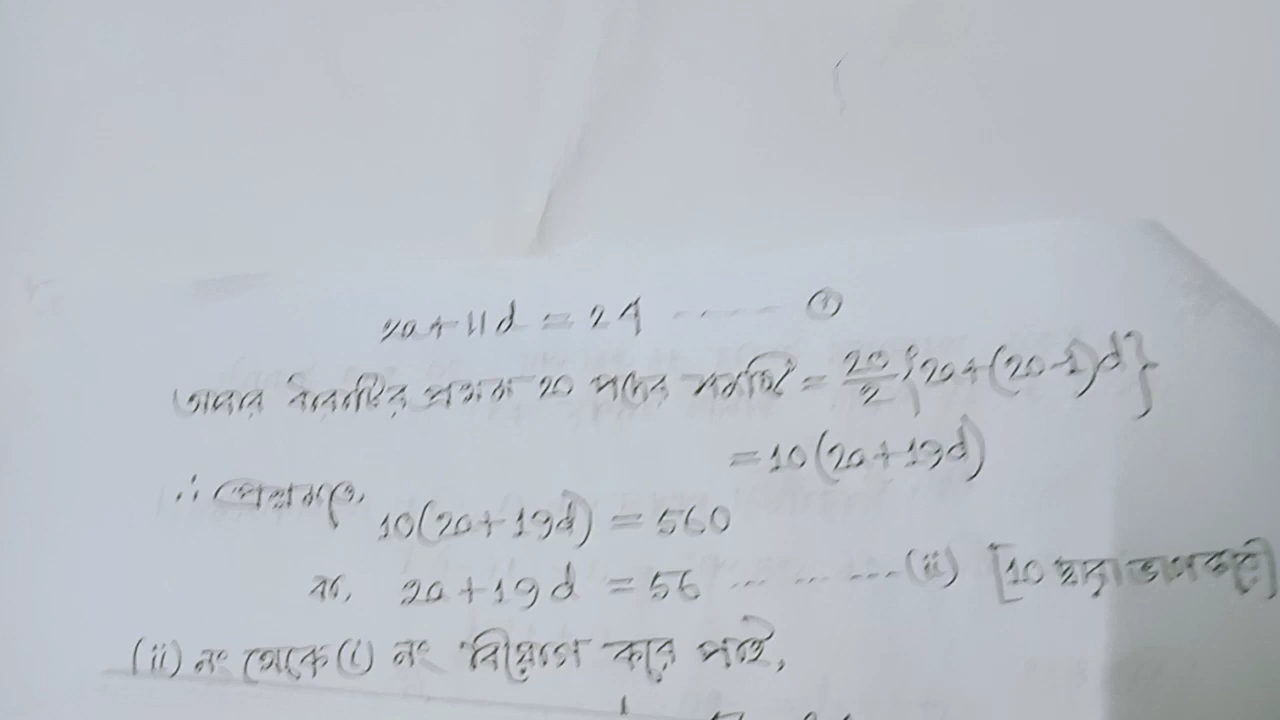 2a+11d = 24 ...... (i)
আবার ধারাটির প্রথম 20 পদের সমষ্টি = 20/2 {2a+(20-1)d}
= 10(2a+19d)
∴ প্রশ্নমতে,
10(2a+19d) = 560
বা, 2a+19d = 56 ... ... ... (ii) [10 দ্বারা ভাগ করে]
(ii) নং থেকে (i) নং বিয়োগ করে পাই,